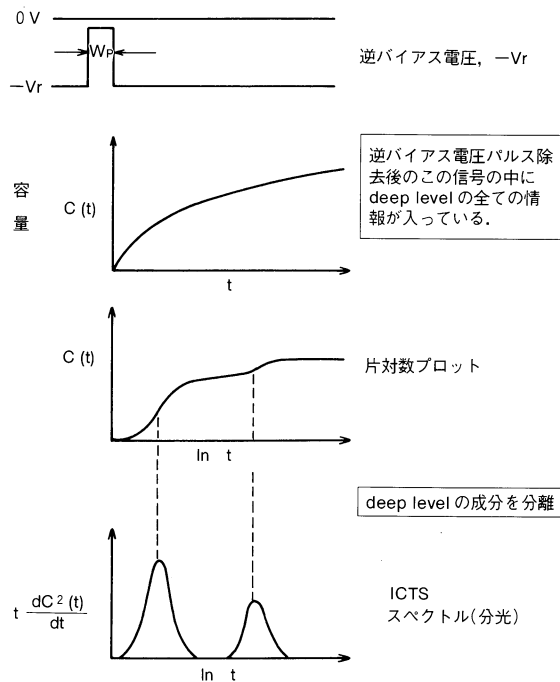 0 V
Wp
−Vr
逆バイアス電圧, −Vr
容
量
C (t)
t
逆バイアス電圧パルス除
去後のこの信号の中に
deep level の全ての情
報が入っている.
C (t)
ln t
片対数プロット
deep level の成分を分離
t dC²(t)
dt
ln t
ICTS
スペクトル(分光)